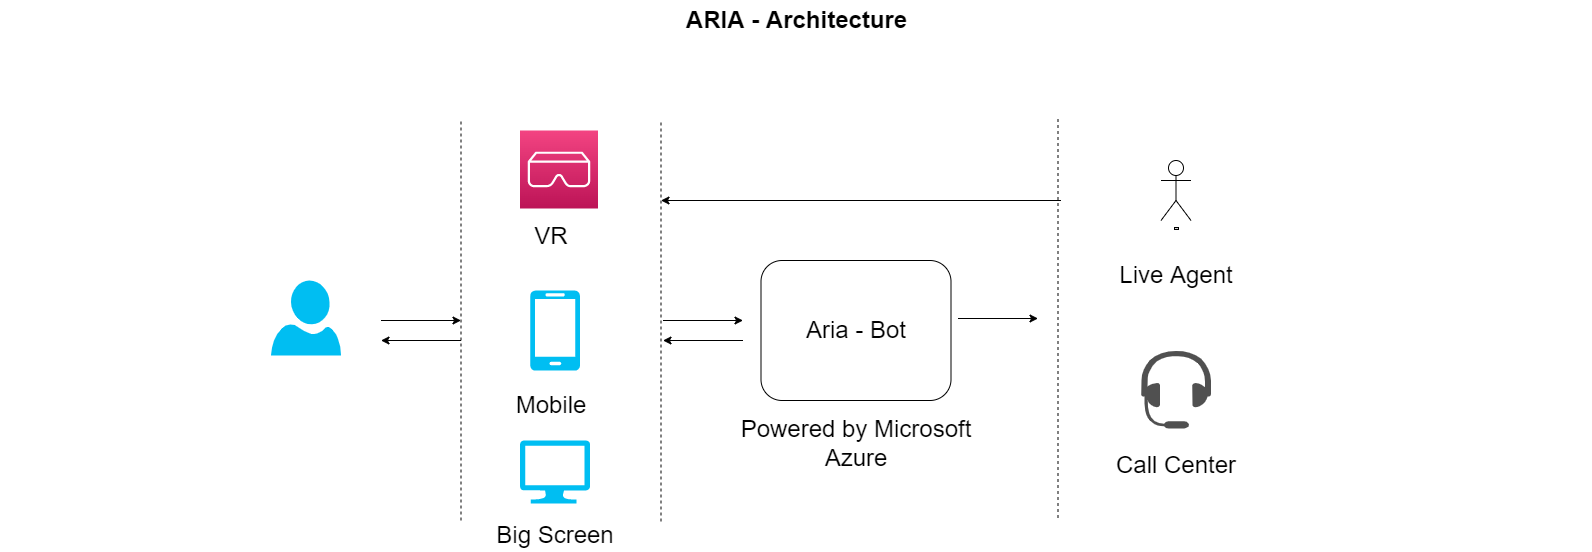 ARIA - Architecture
VR
Mobile
Big Screen
Aria - Bot
Powered by Microsoft
Azure
Live Agent
Call Center